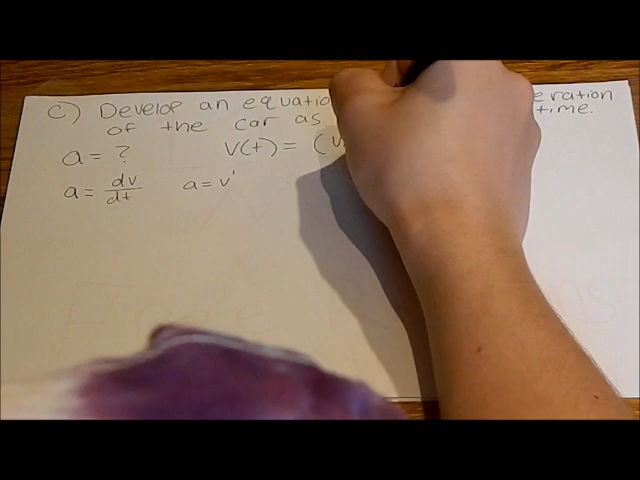 c) Develop an equatio eration
of the car as time.
a = ? v(t) = (v
a = dv/dt a = v'